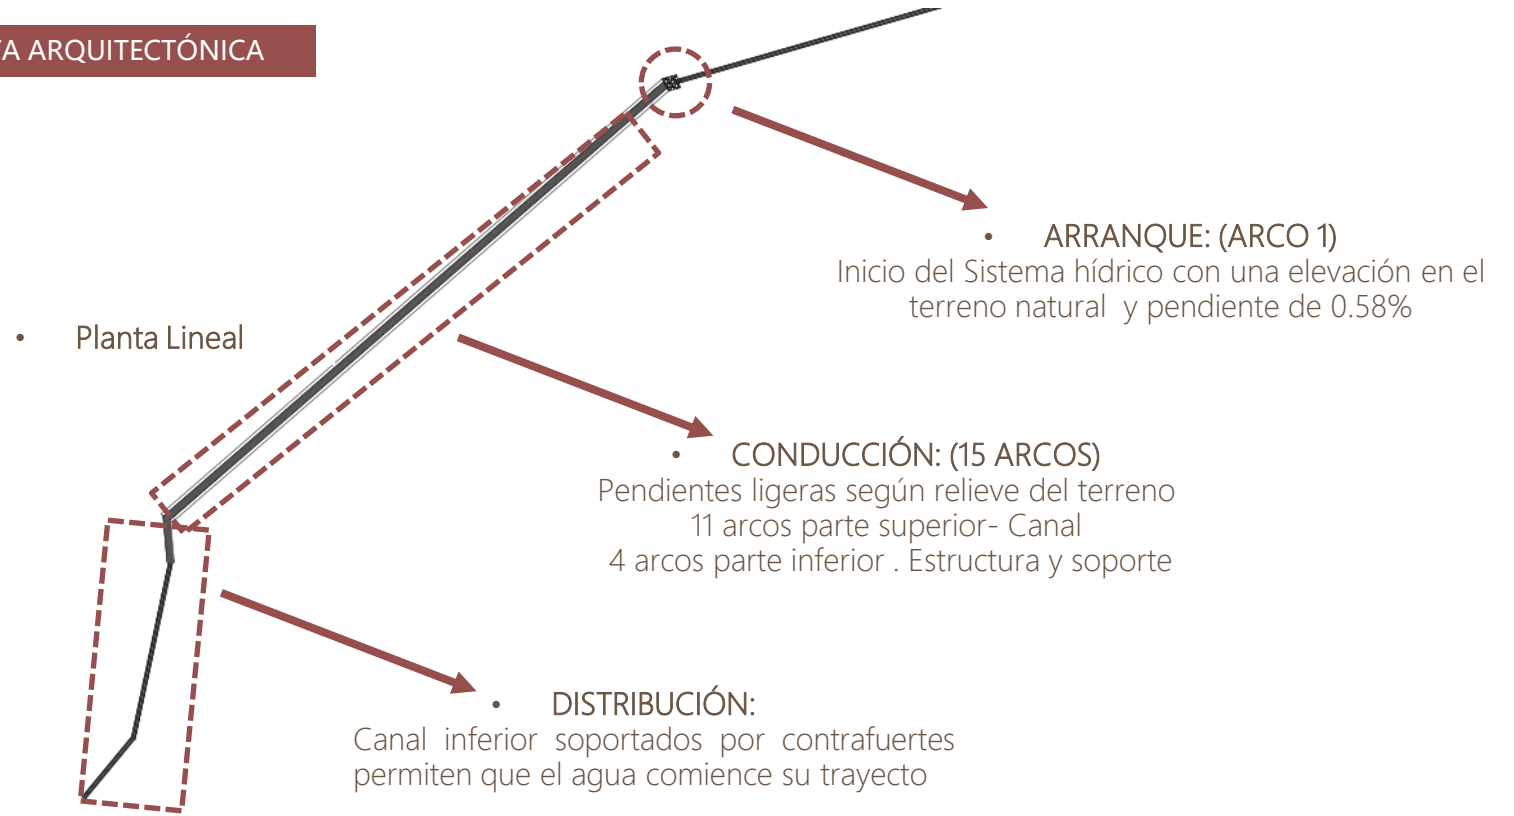 TA ARQUITECTÓNICA
• ARRANQUE: (ARCO 1)
Inicio del Sistema hídrico con una elevación en el
terreno natural y pendiente de 0.58%
• Planta Lineal
• CONDUCCIÓN: (15 ARCOS)
Pendientes ligeras según relieve del terreno
11 arcos parte superior- Canal
4 arcos parte inferior . Estructura y soporte
• DISTRIBUCIÓN:
Canal inferior soportados por contrafuertes
permiten que el agua comience su trayecto